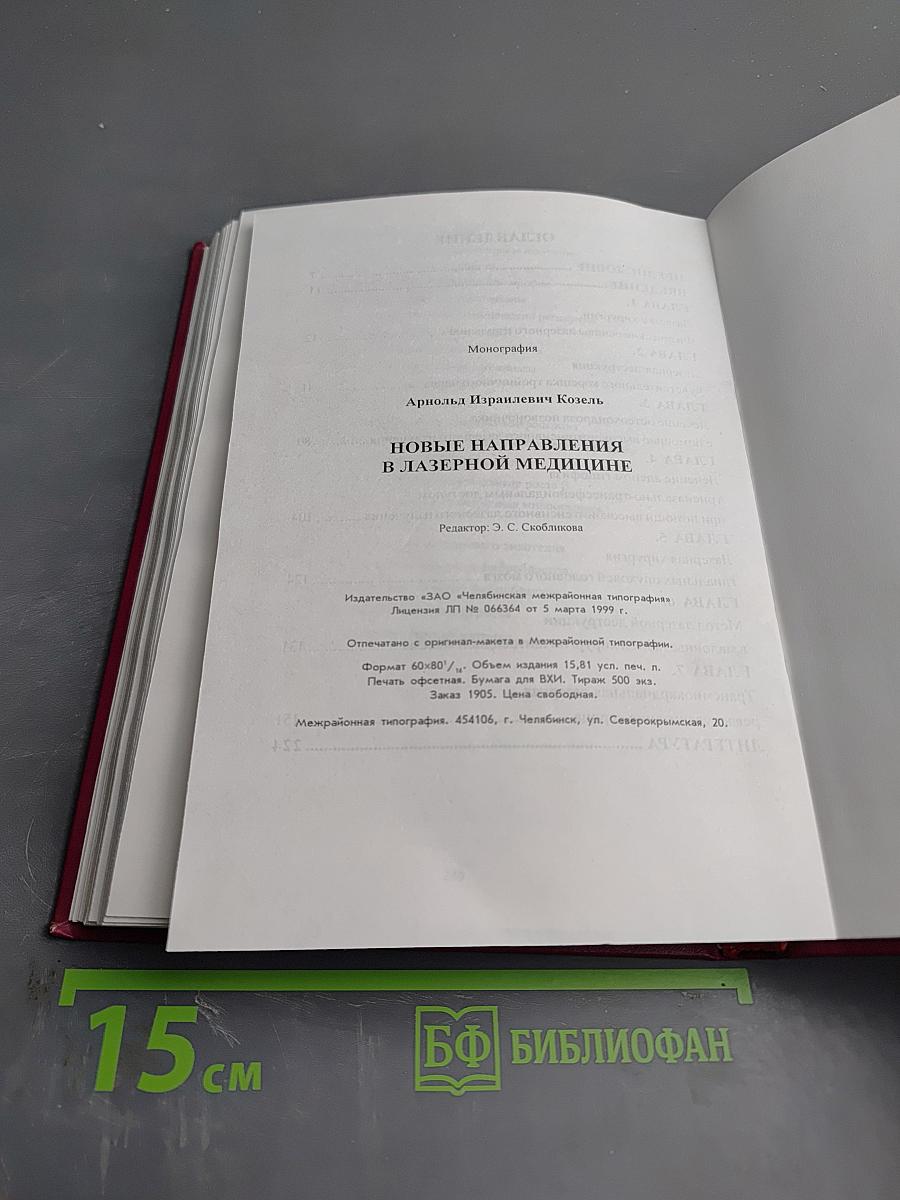 Монография
Арнольд Израилевич Козель
НОВЫЕ НАПРАВЛЕНИЯ
В ЛАЗЕРНОЙ МЕДИЦИНЕ
Редактор: Э. С. Скобликова
Издательство «ЗАО «Челябинская межрайонная типография»
Лицензия ЛП № 066364 от 5 марта 1999 г.
Отпечатано с оригинал-макета в Межрайонной типографии.
Формат 60×80¹/₁₆. Объем издания 15,81 усл. печ. л.
Печать офсетная. Бумага для ВХИ. Тираж 500 экз.
Заказ 1905. Цена свободная.
Межрайонная типография. 454106, г. Челябинск, ул. Северокрымская, 20.
15 см
БФ БИБЛИОФАН